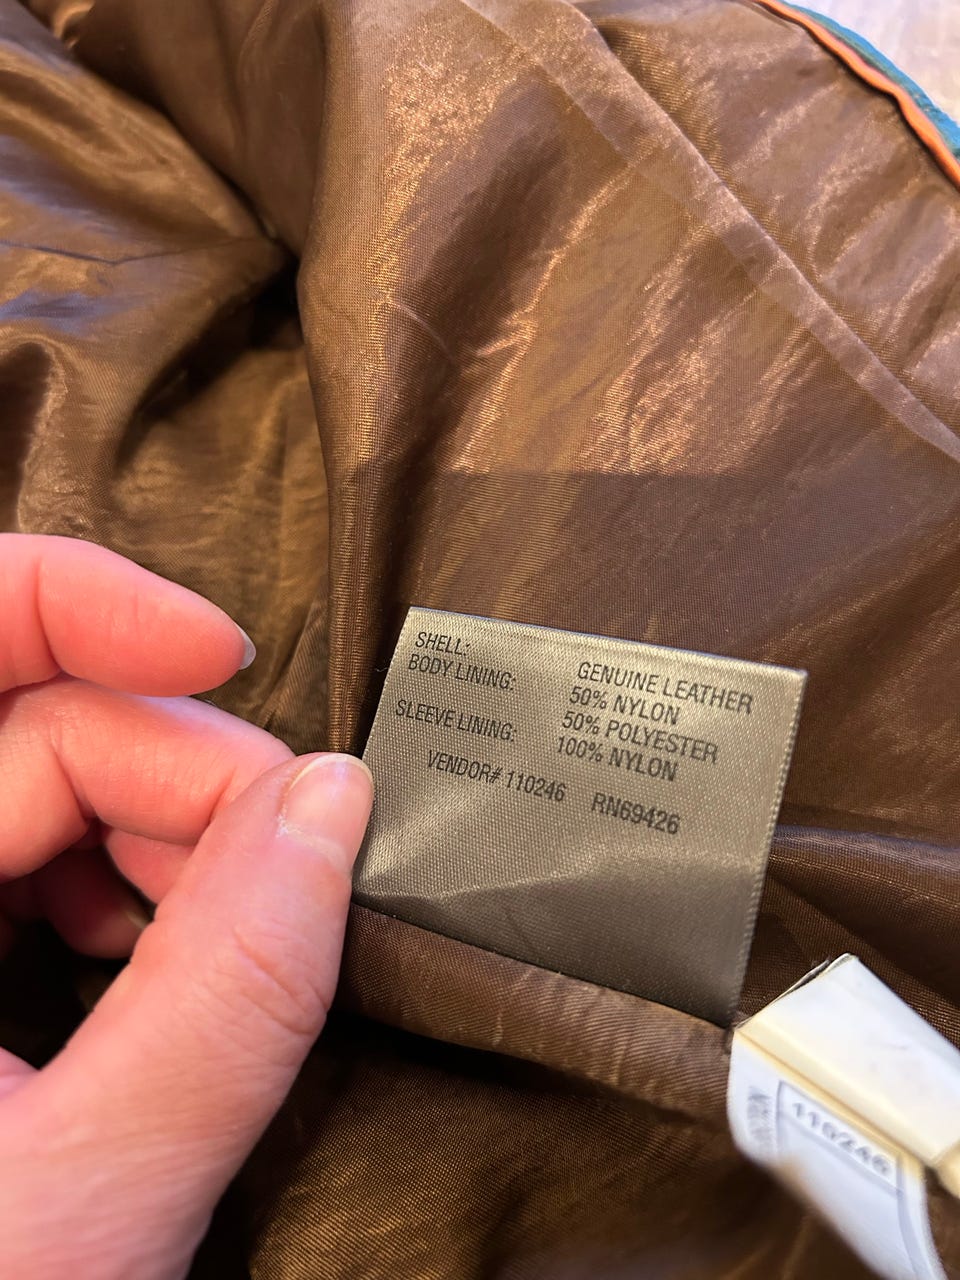 SHELL: GENUINE LEATHER
BODY LINING: 50% NYLON
50% POLYESTER
SLEEVE LINING: 100% NYLON
VENDOR# 110246 RN69426
110246